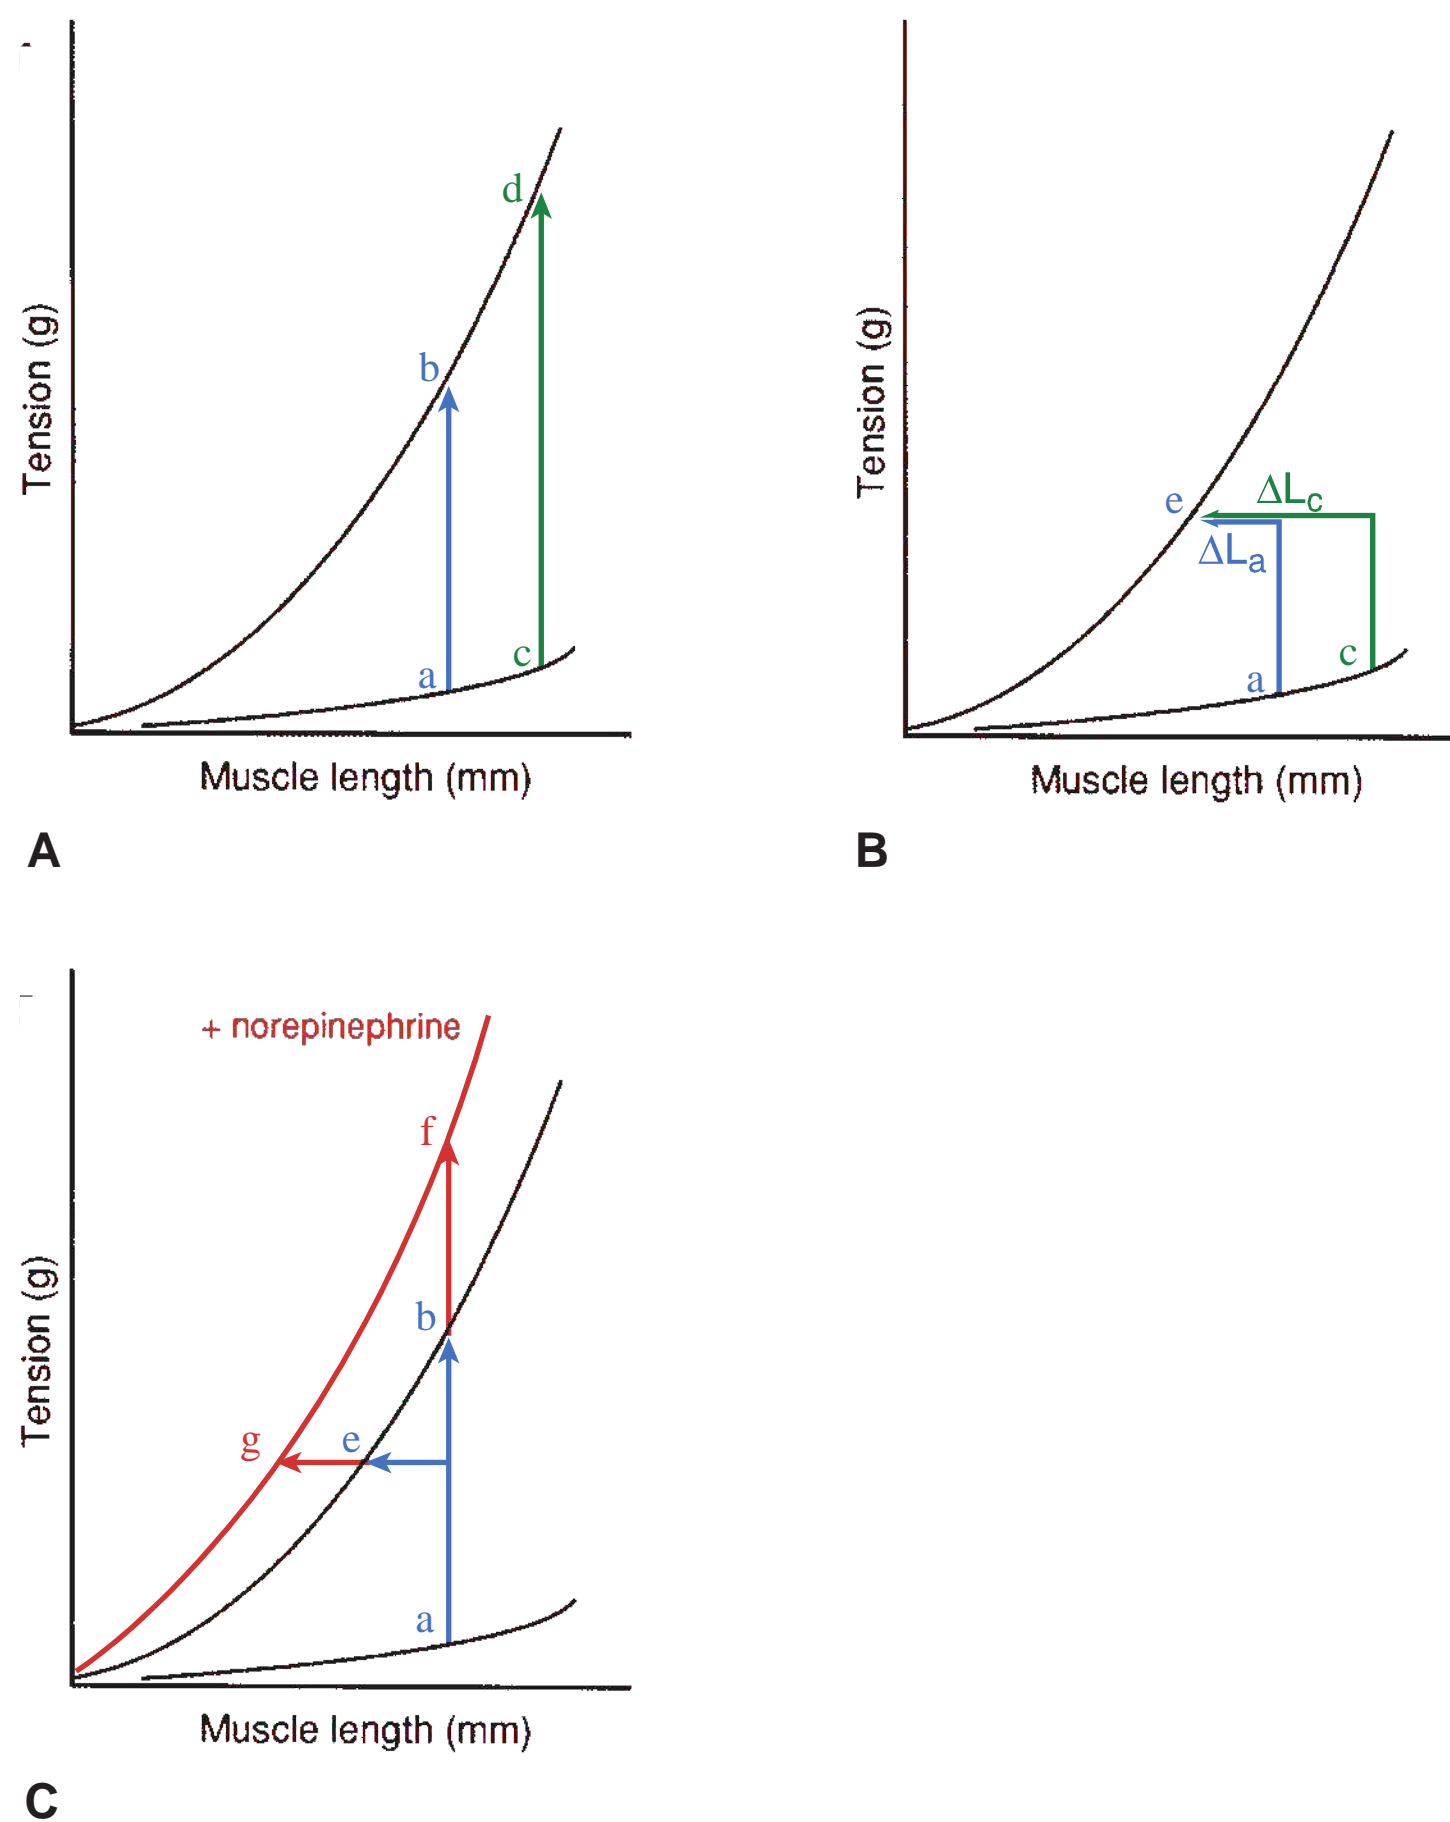 Tension (g)
d
b
c
a
Muscle length (mm)
A
Tension (g)
ΔLc
e
ΔLa
c
a
Muscle length (mm)
B
+ norepinephrine
f
b
g
e
a
Tension (g)
Muscle length (mm)
C